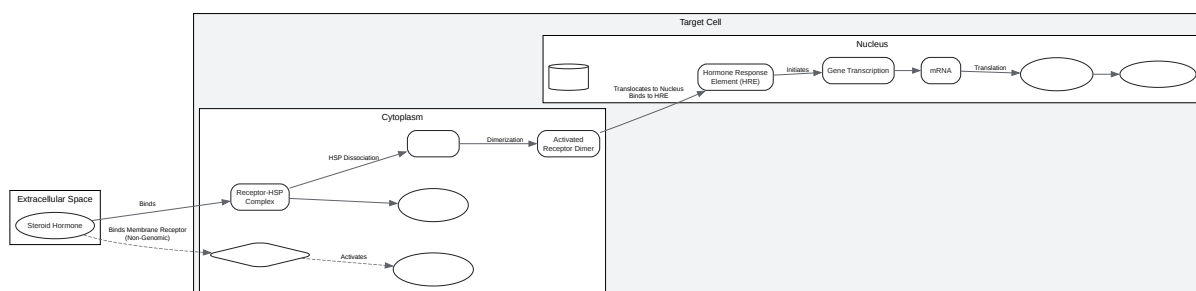 Target Cell
Nucleus
Hormone Response
Element (HRE)
Initiates
Gene Transcription
mRNA
Translation
Translocates to Nucleus
Binds to HRE
Cytoplasm
HSP Dissociation
Dimerization
Activated
Receptor Dimer
Receptor-HSP
Complex
Extracellular Space
Steroid Hormone
Binds
Binds Membrane Receptor
(Non-Genomic)
Activates